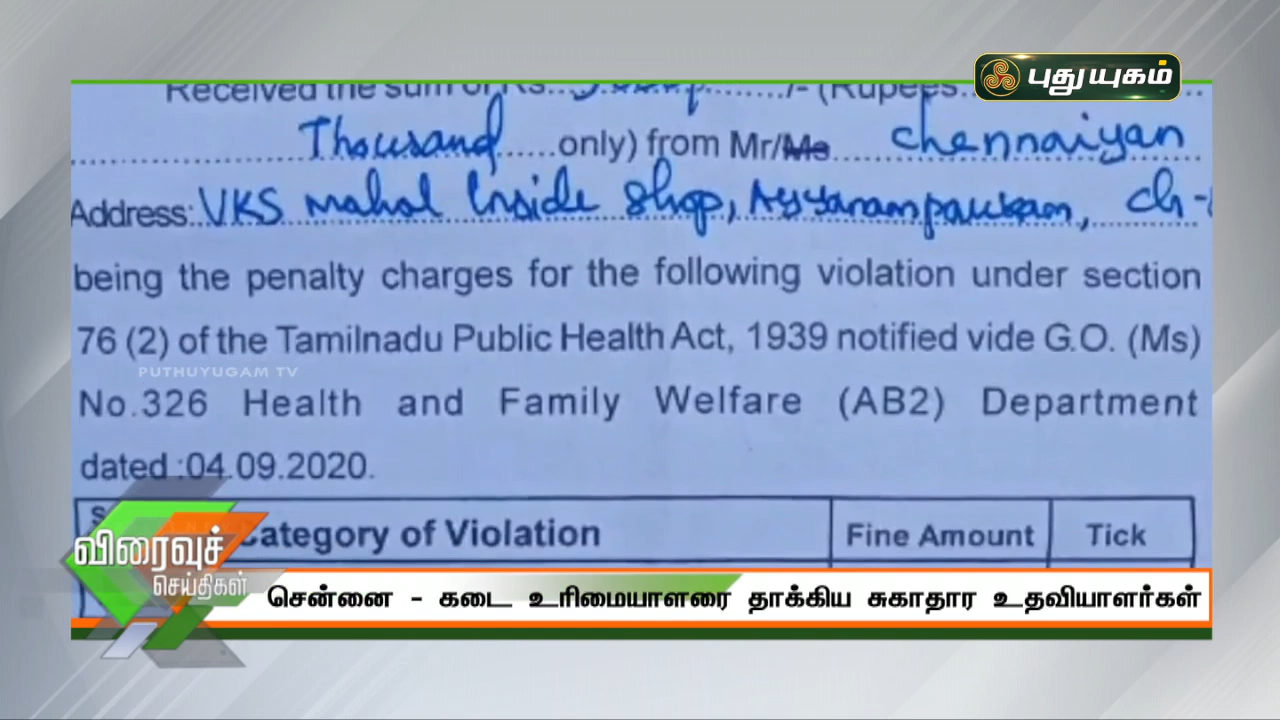 புதுயுகம்
Received the sum of Rs. /- (Rupees
Thousand only) from Mr/Ms Chennaiyan
Address: VKS mahal Inside Shop, Ayyanampakkam, Ch-
being the penalty charges for the following violation under section
76 (2) of the Tamilnadu Public Health Act, 1939 notified vide G.O. (Ms)
PUTHUYUGAM TV
No.326 Health and Family Welfare (AB2) Department
dated :04.09.2020.
Category of Violation Fine Amount Tick
விரைவுச்
செய்திகள்
சென்னை - கடை உரிமையாளரை தாக்கிய சுகாதார உதவியாளர்கள்